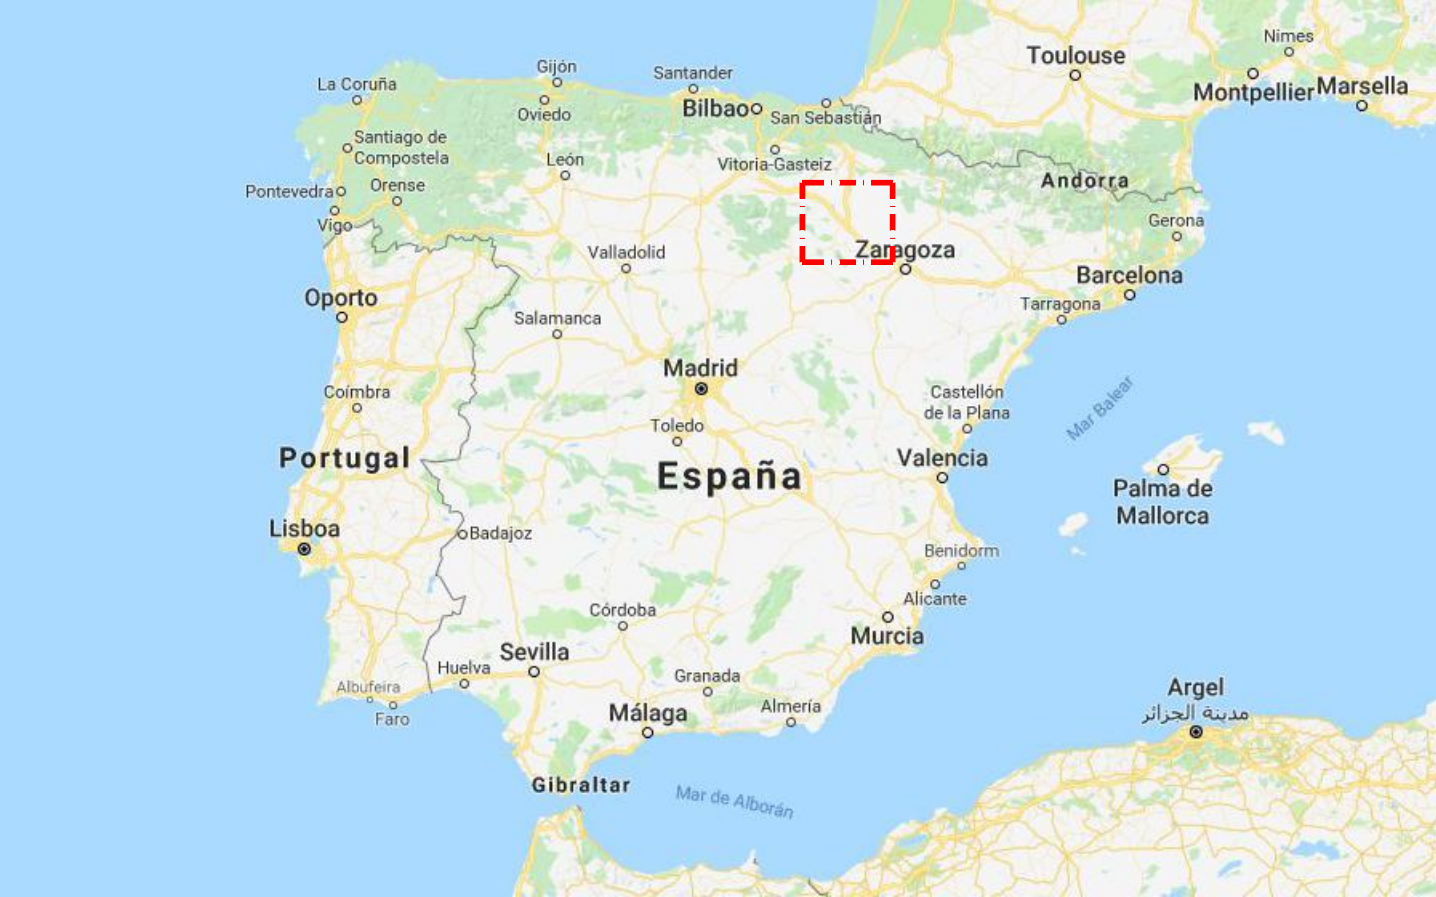 Nimes
Toulouse
Montpellier
Marsella
Gijón
Santander
La Coruña
Bilbao
Oviedo
San Sebastián
Santiago de
Compostela
León
Vitoria-Gasteiz
Andorra
Pontevedra
Orense
Vigo
Gerona
Valladolid
Zaragoza
Barcelona
Oporto
Tarragona
Salamanca
Madrid
Coímbra
Castellón
de la Plana
Mar Balear
Toledo
Portugal
España
Valencia
Palma de
Mallorca
Lisboa
Badajoz
Benidorm
Alicante
Córdoba
Murcia
Sevilla
Huelva
Granada
Albufeira
Faro
Málaga
Almería
Argel
مدينة الجزائر
Gibraltar
Mar de Alborán